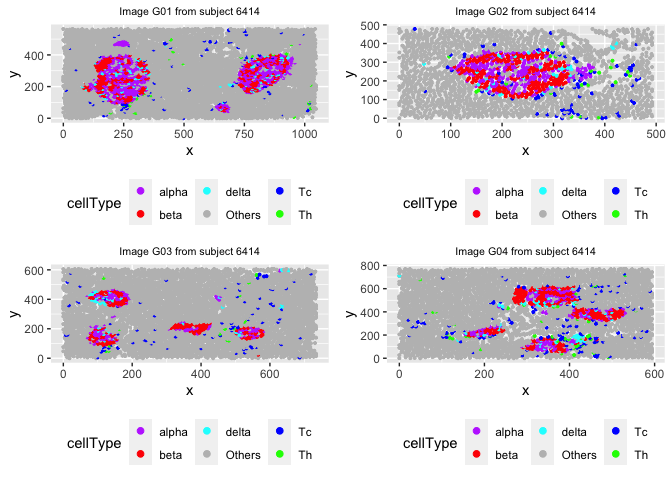 Image G01 from subject 6414
y
400
200
0
0
250
500
750
1000
x
cellType
alpha
delta
Tc
beta
Others
Th
Image G02 from subject 6414
y
500
400
300
200
100
0
0
100
200
300
400
500
x
cellType
alpha
delta
Tc
beta
Others
Th
Image G03 from subject 6414
y
600
400
200
0
0
200
400
600
x
cellType
alpha
delta
Tc
beta
Others
Th
Image G04 from subject 6414
y
800
600
400
200
0
0
200
400
600
x
cellType
alpha
delta
Tc
beta
Others
Th